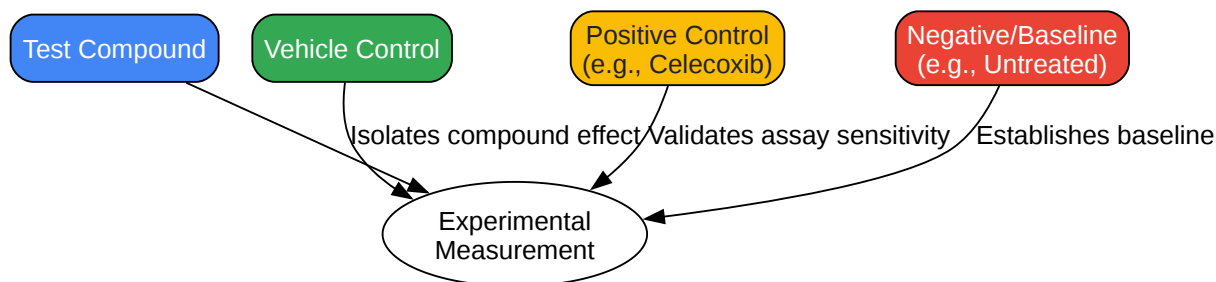 Test Compound
Vehicle Control
Positive Control
(e.g., Celecoxib)
Negative/Baseline
(e.g., Untreated)
Isolates compound effect
Validates assay sensitivity
Establishes baseline
Experimental
Measurement